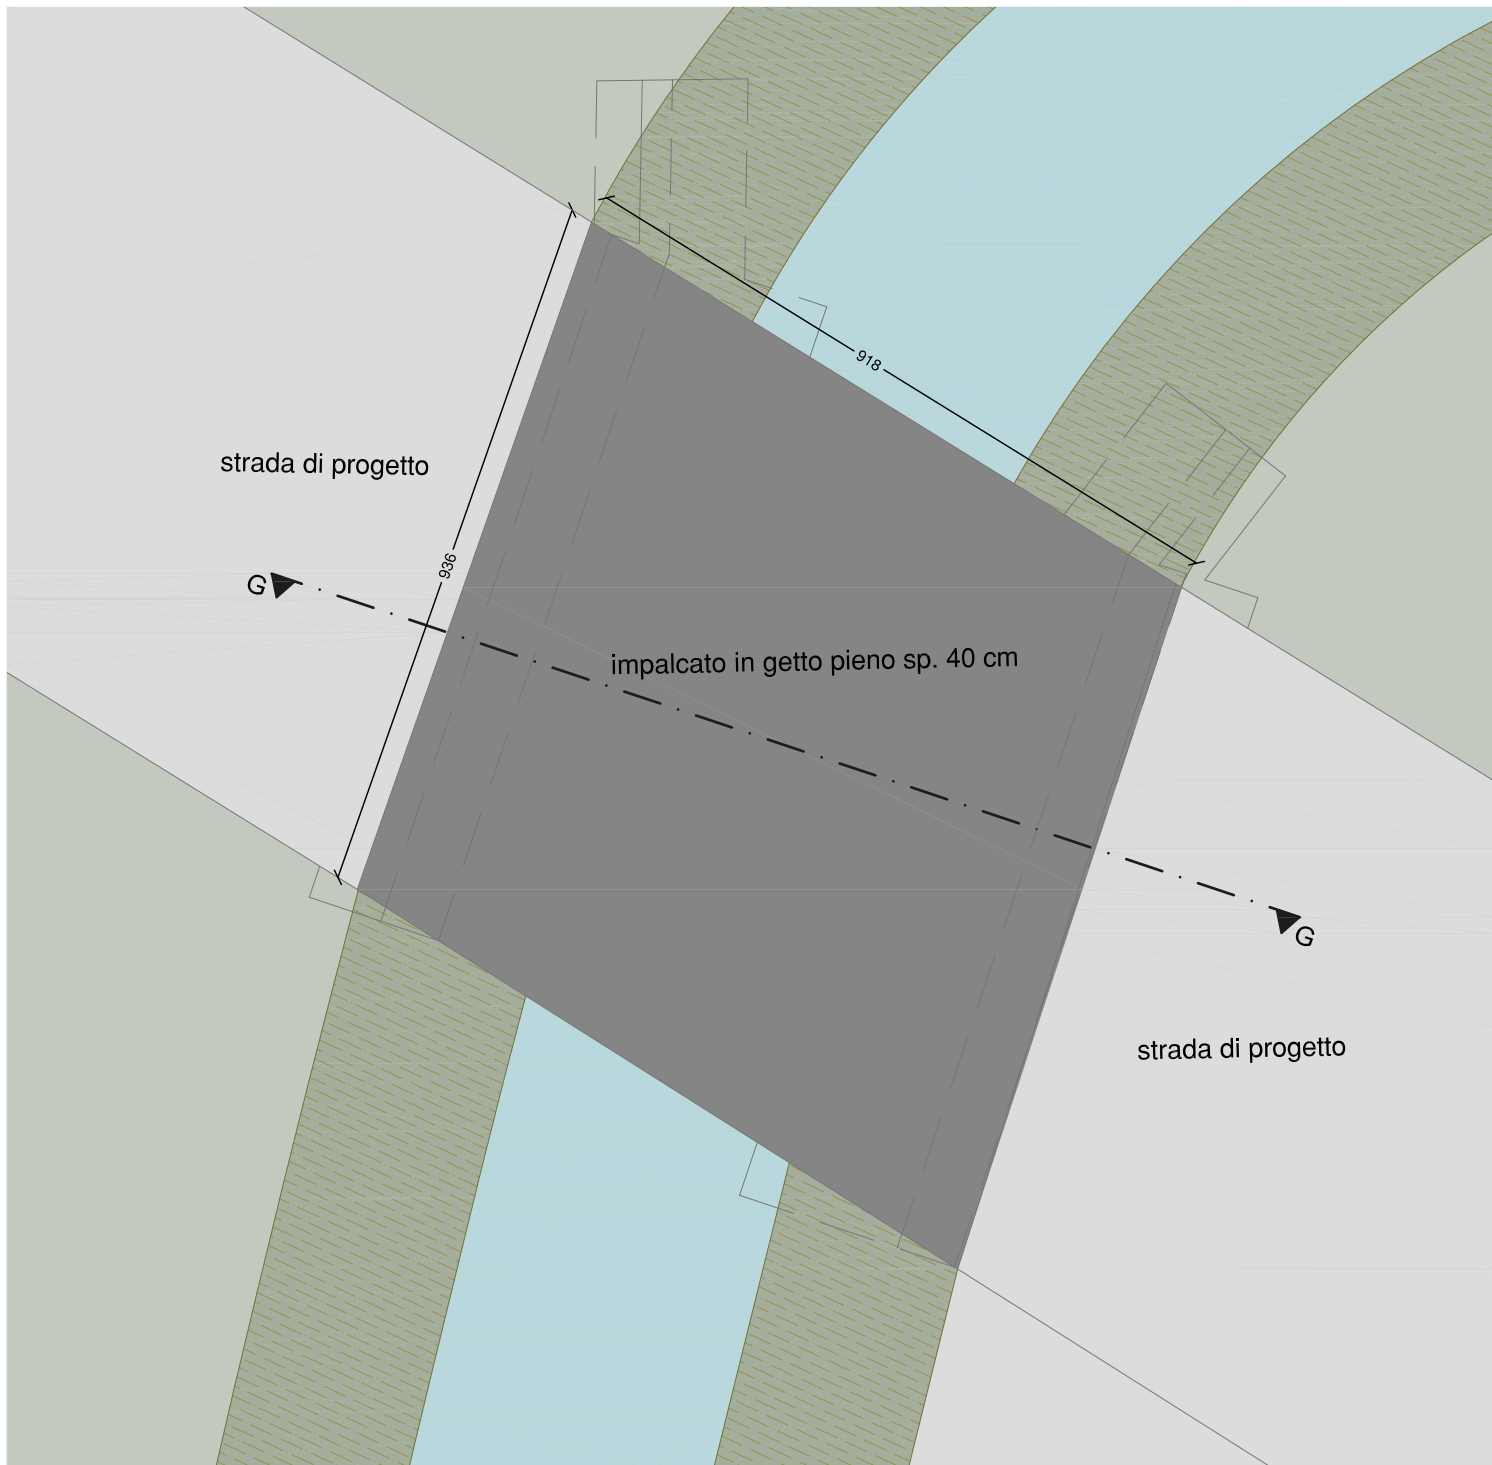 918
strada di progetto
936
G
impalcato in getto pieno sp. 40 cm
G
strada di progetto